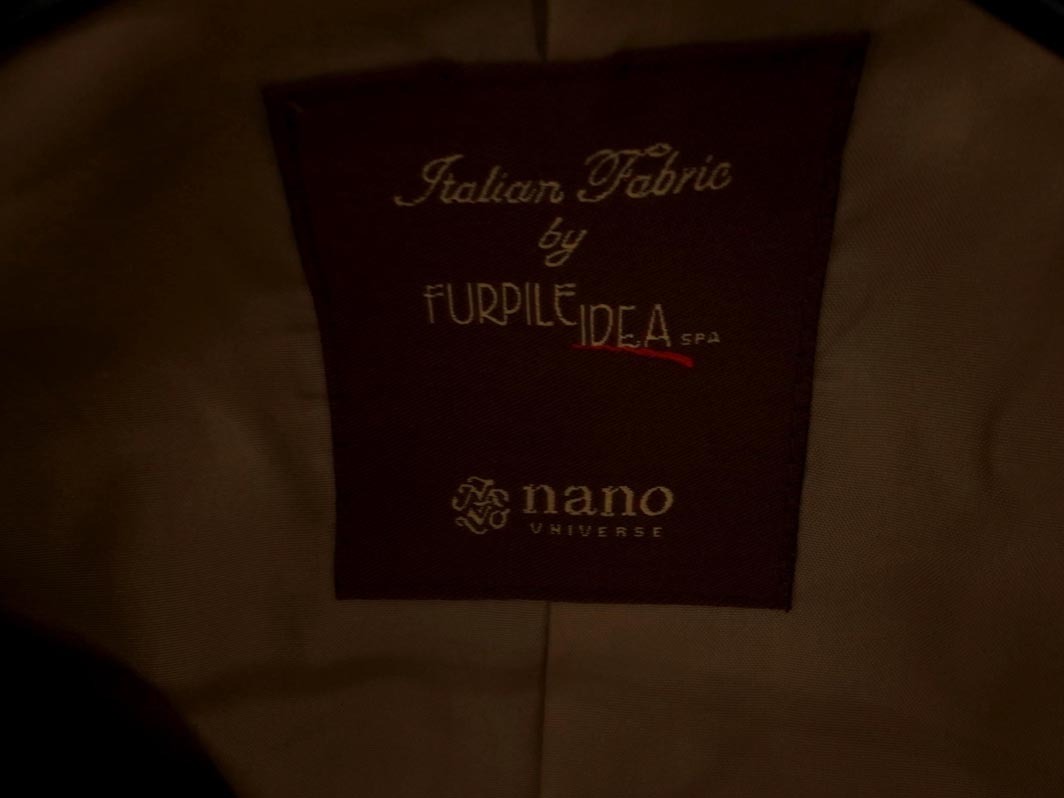 Italian Fabric
by
FURPILE IDEA SPA
nano
UNIVERSE